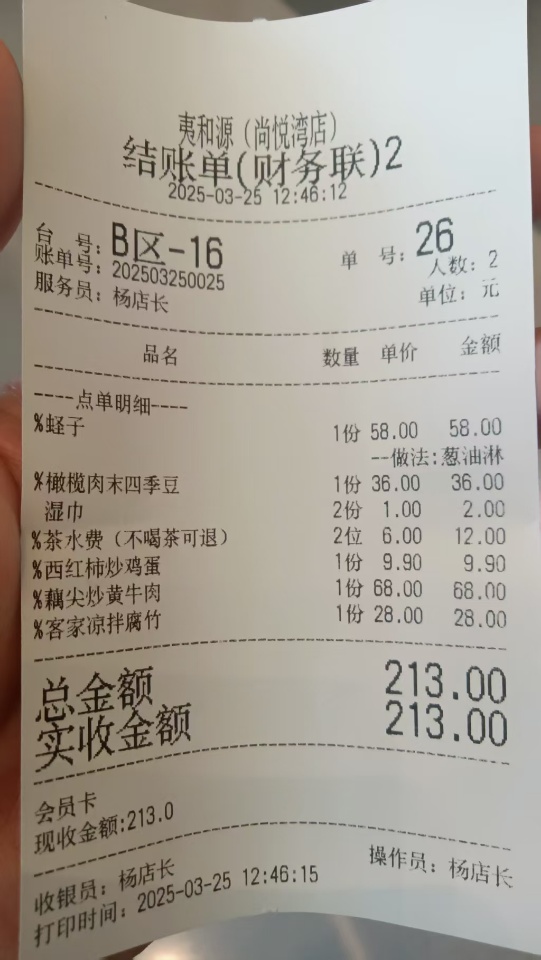 夷和源（尚悦湾店）
结账单(财务联)2
2025-03-25 12:46:12
台 号: B区-16 单 号: 26
账单号: 202503250025 人数: 2
服务员: 杨店长 单位: 元
品名 数量 单价 金额
----点单明细----
%蛏子 1份 58.00 58.00
--做法:葱油淋
%橄榄肉末四季豆 1份 36.00 36.00
湿巾 2份 1.00 2.00
%茶水费（不喝茶可退） 2位 6.00 12.00
%西红柿炒鸡蛋 1份 9.90 9.90
%藕尖炒黄牛肉 1份 68.00 68.00
%客家凉拌腐竹 1份 28.00 28.00
总金额 213.00
实收金额 213.00
会员卡
现收金额:213.0
收银员: 杨店长 操作员: 杨店长
打印时间: 2025-03-25 12:46:15